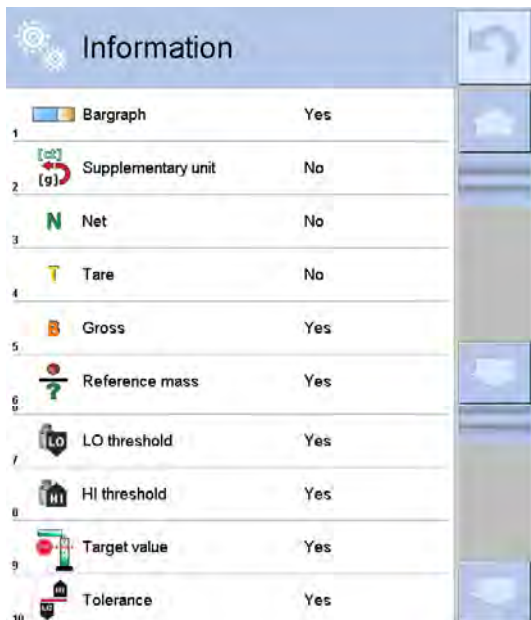 Information
1 Bargraph Yes
[ct]
(g)
2 Supplementary unit No
3 N Net No
4 T Tare No
5 B Gross Yes
6 ? Reference mass Yes
7 LO LO threshold Yes
8 HI HI threshold Yes
9 Target value Yes
HI
LO
10 Tolerance Yes